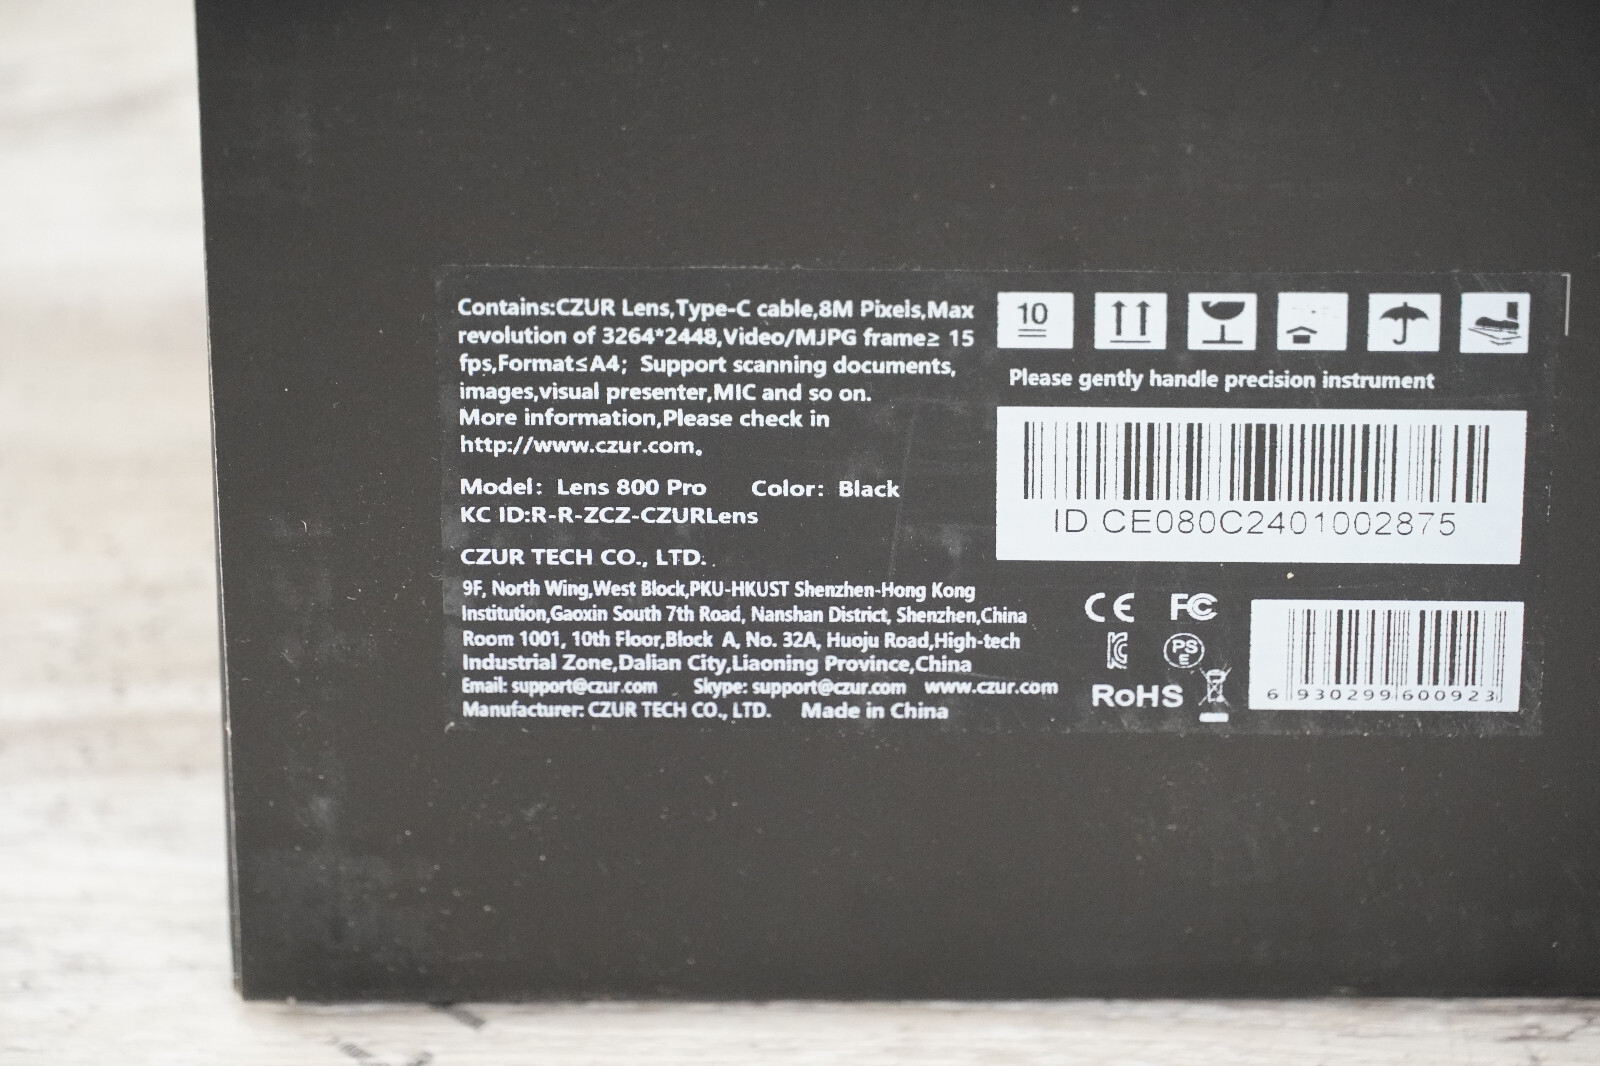 Contains:CZUR Lens,Type-C cable,8M Pixels,Max
revolution of 3264*2448,Video/MJPG frame≥ 15
fps,Format≤A4; Support scanning documents,
images,visual presenter,MIC and so on.
More information,Please check in
http://www.czur.com。
Model: Lens 800 Pro Color: Black
KC ID:R-R-ZCZ-CZURLens
CZUR TECH CO., LTD.
9F, North Wing,West Block,PKU-HKUST Shenzhen-Hong Kong
Institution,Gaoxin South 7th Road, Nanshan District, Shenzhen,China
Room 1001, 10th Floor,Block A, No. 32A, Huoju Road,High-tech
Industrial Zone,Dalian City,Liaoning Province,China
Email: support@czur.com Skype: support@czur.com www.czur.com
Manufacturer: CZUR TECH CO., LTD. Made in China
10
Please gently handle precision instrument
ID CE080C2401002875
CE FC
KC PSE
RoHS
6 930299 600923